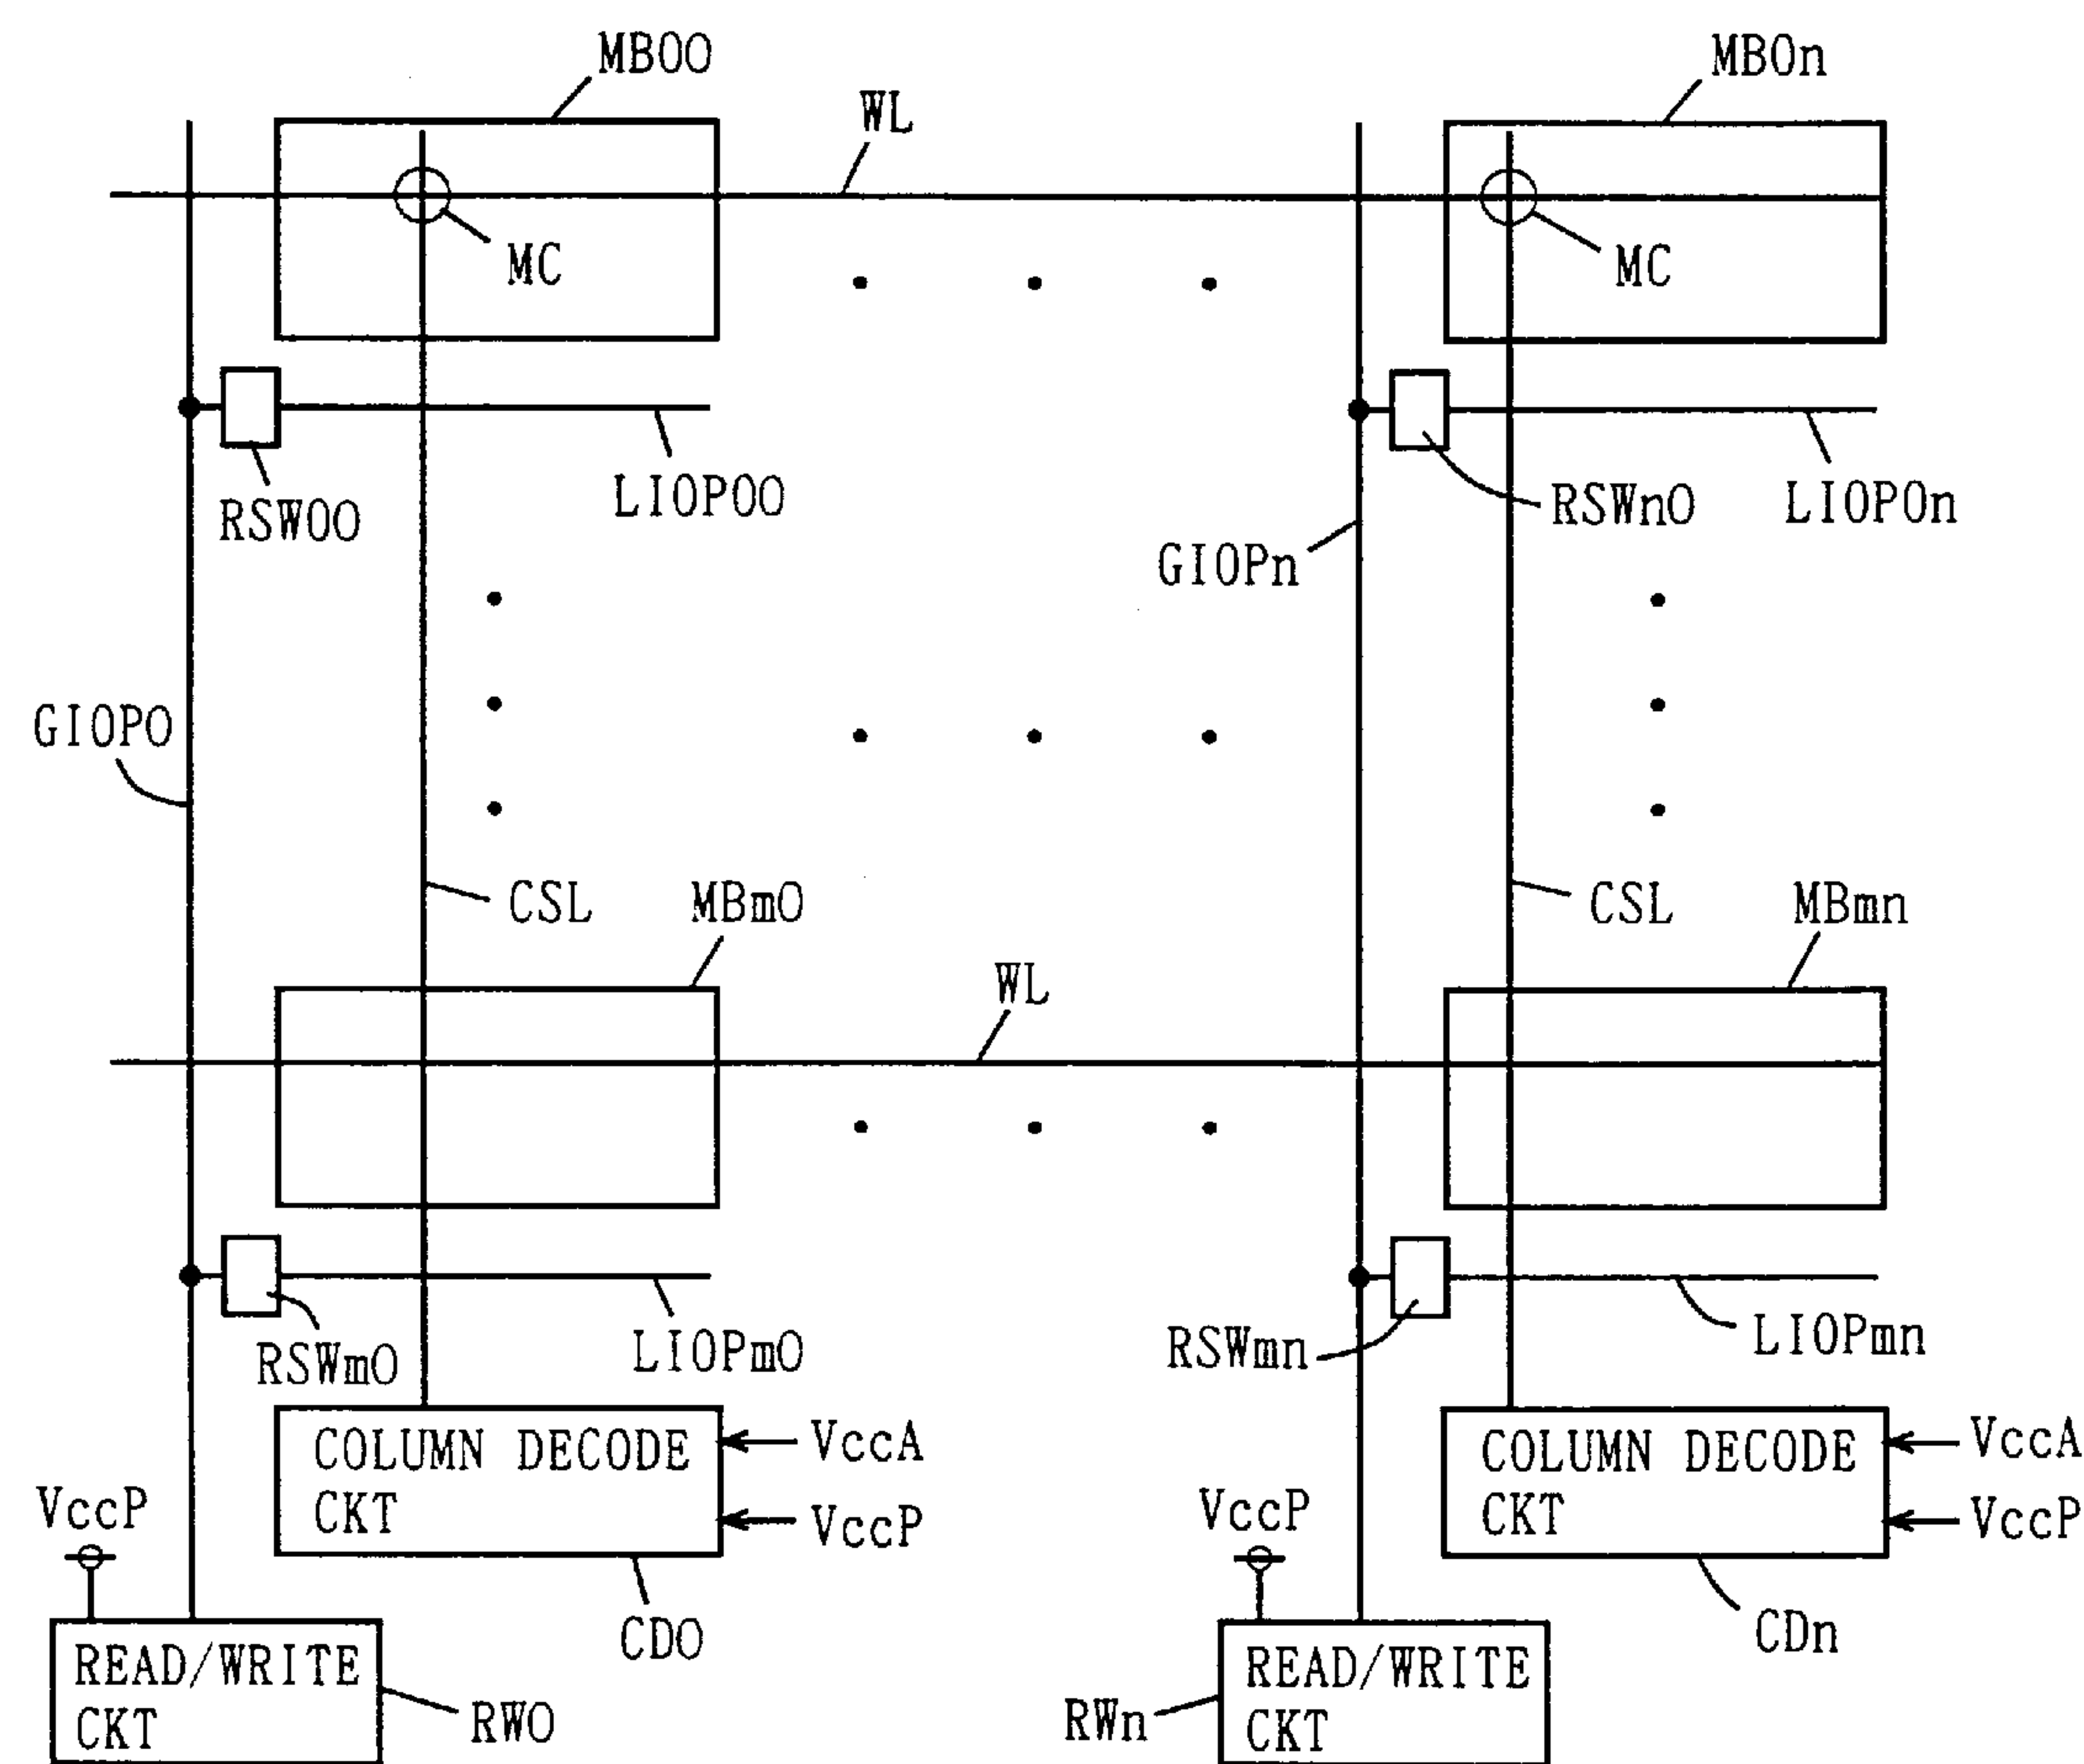 MB00
MB0n
WL
MC
MC
RSW00
LIOP00
RSWn0
LIOP0n
GIOPn
GIOP0
CSL
MBm0
CSL
MBmn
WL
RSWm0
LIOPm0
RSWmn
LIOPmn
COLUMN DECODE
CKT
VccA
VccP
COLUMN DECODE
CKT
VccA
VccP
VccP
VccP
CD0
CDn
READ/WRITE
CKT
RW0
RWn
READ/WRITE
CKT